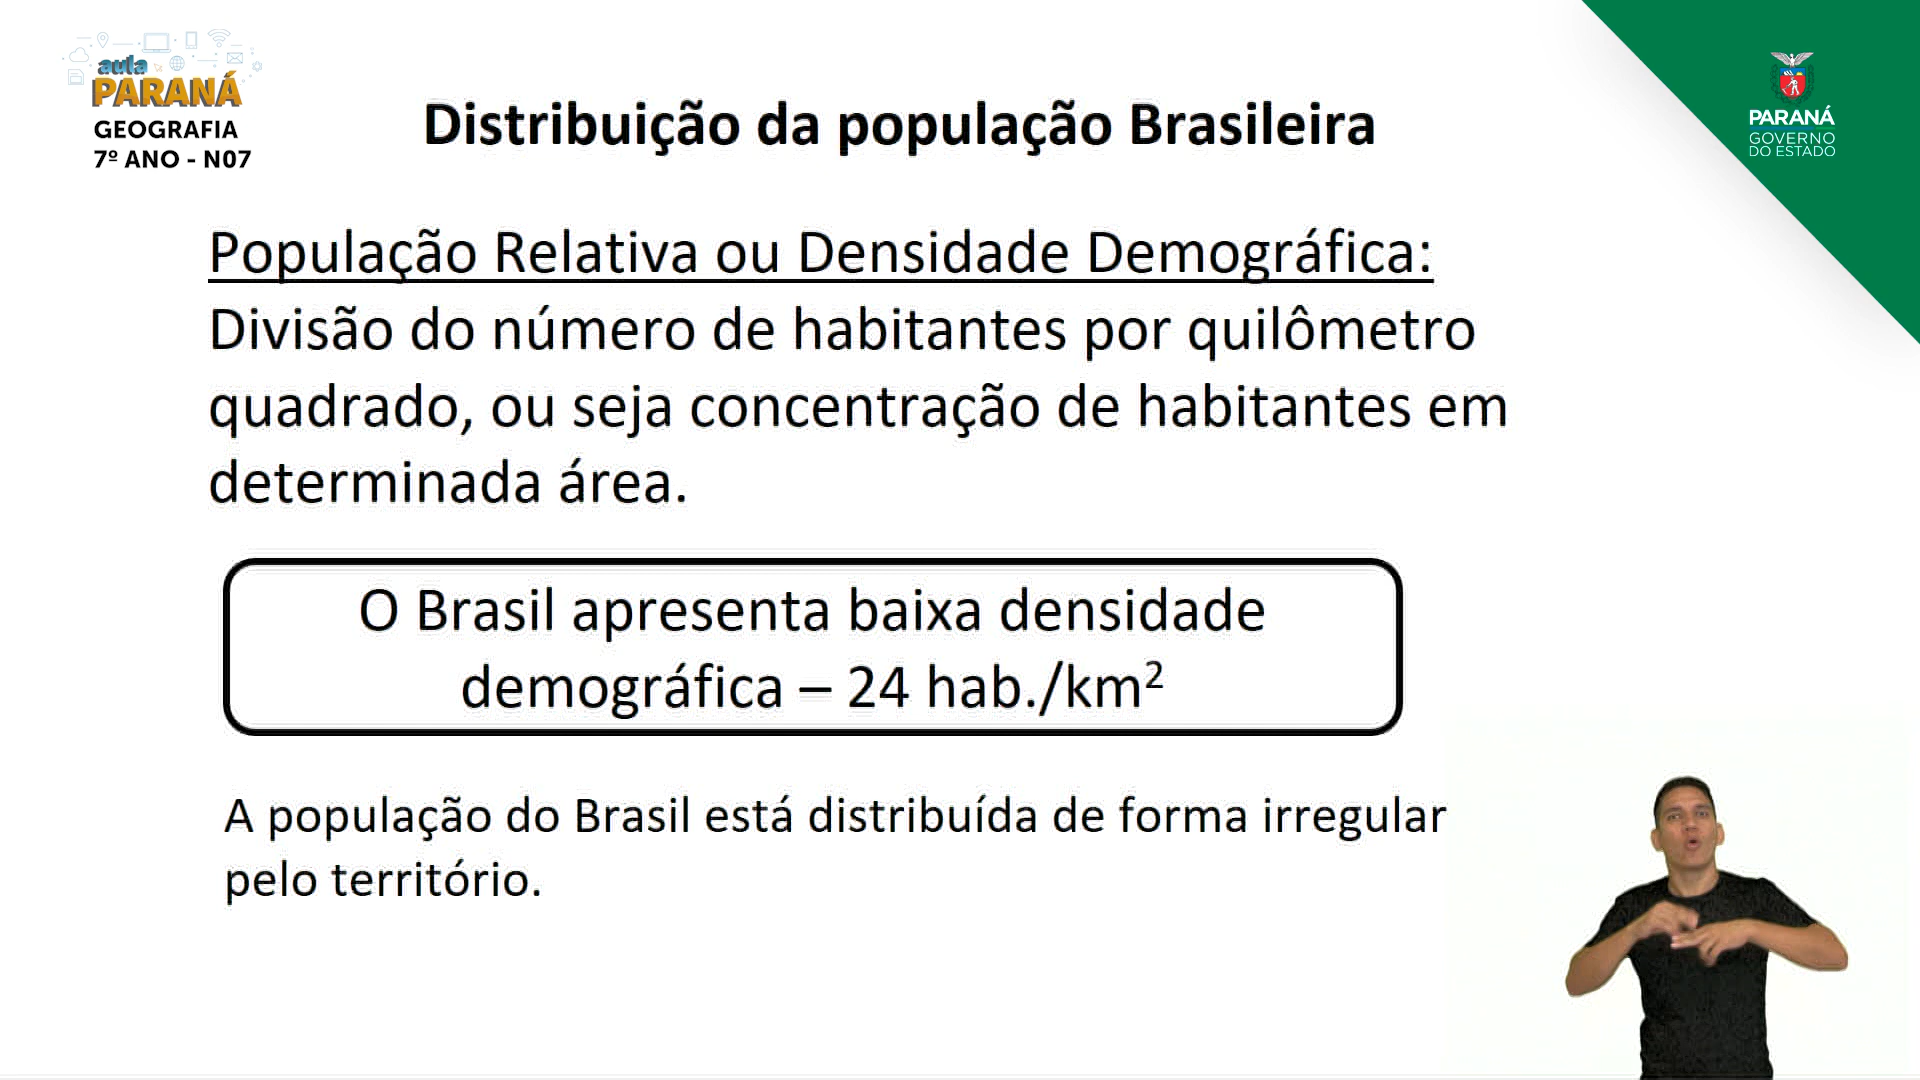 aula
PARANÁ
GEOGRAFIA
7º ANO - N07
Distribuição da população Brasileira
PARANÁ
GOVERNO
DO ESTADO
População Relativa ou Densidade Demográfica:
Divisão do número de habitantes por quilômetro
quadrado, ou seja concentração de habitantes em
determinada área.
O Brasil apresenta baixa densidade
demográfica – 24 hab./km²
A população do Brasil está distribuída de forma irregular
pelo território.